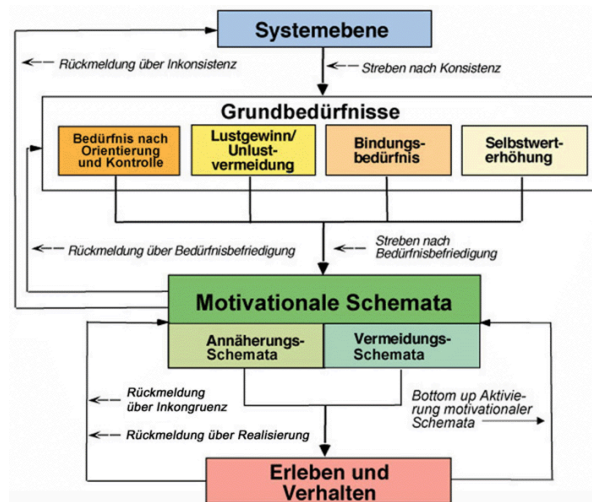 Systemebene
Rückmeldung über Inkonsistenz
Streben nach Konsistenz
Grundbedürfnisse
Bedürfnis nach
Orientierung
und Kontrolle
Lustgewinn/
Unlust-
vermeidung
Bindungs-
bedürfnis
Selbstwert-
erhöhung
Rückmeldung über Bedürfnisbefriedigung
Streben nach
Bedürfnisbefriedigung
Motivationale Schemata
Annäherungs-
Schemata
Vermeidungs-
Schemata
Rückmeldung
über Inkongruenz
Rückmeldung über Realisierung
Bottom up Aktivie-
rung motivationaler
Schemata
Erleben und
Verhalten